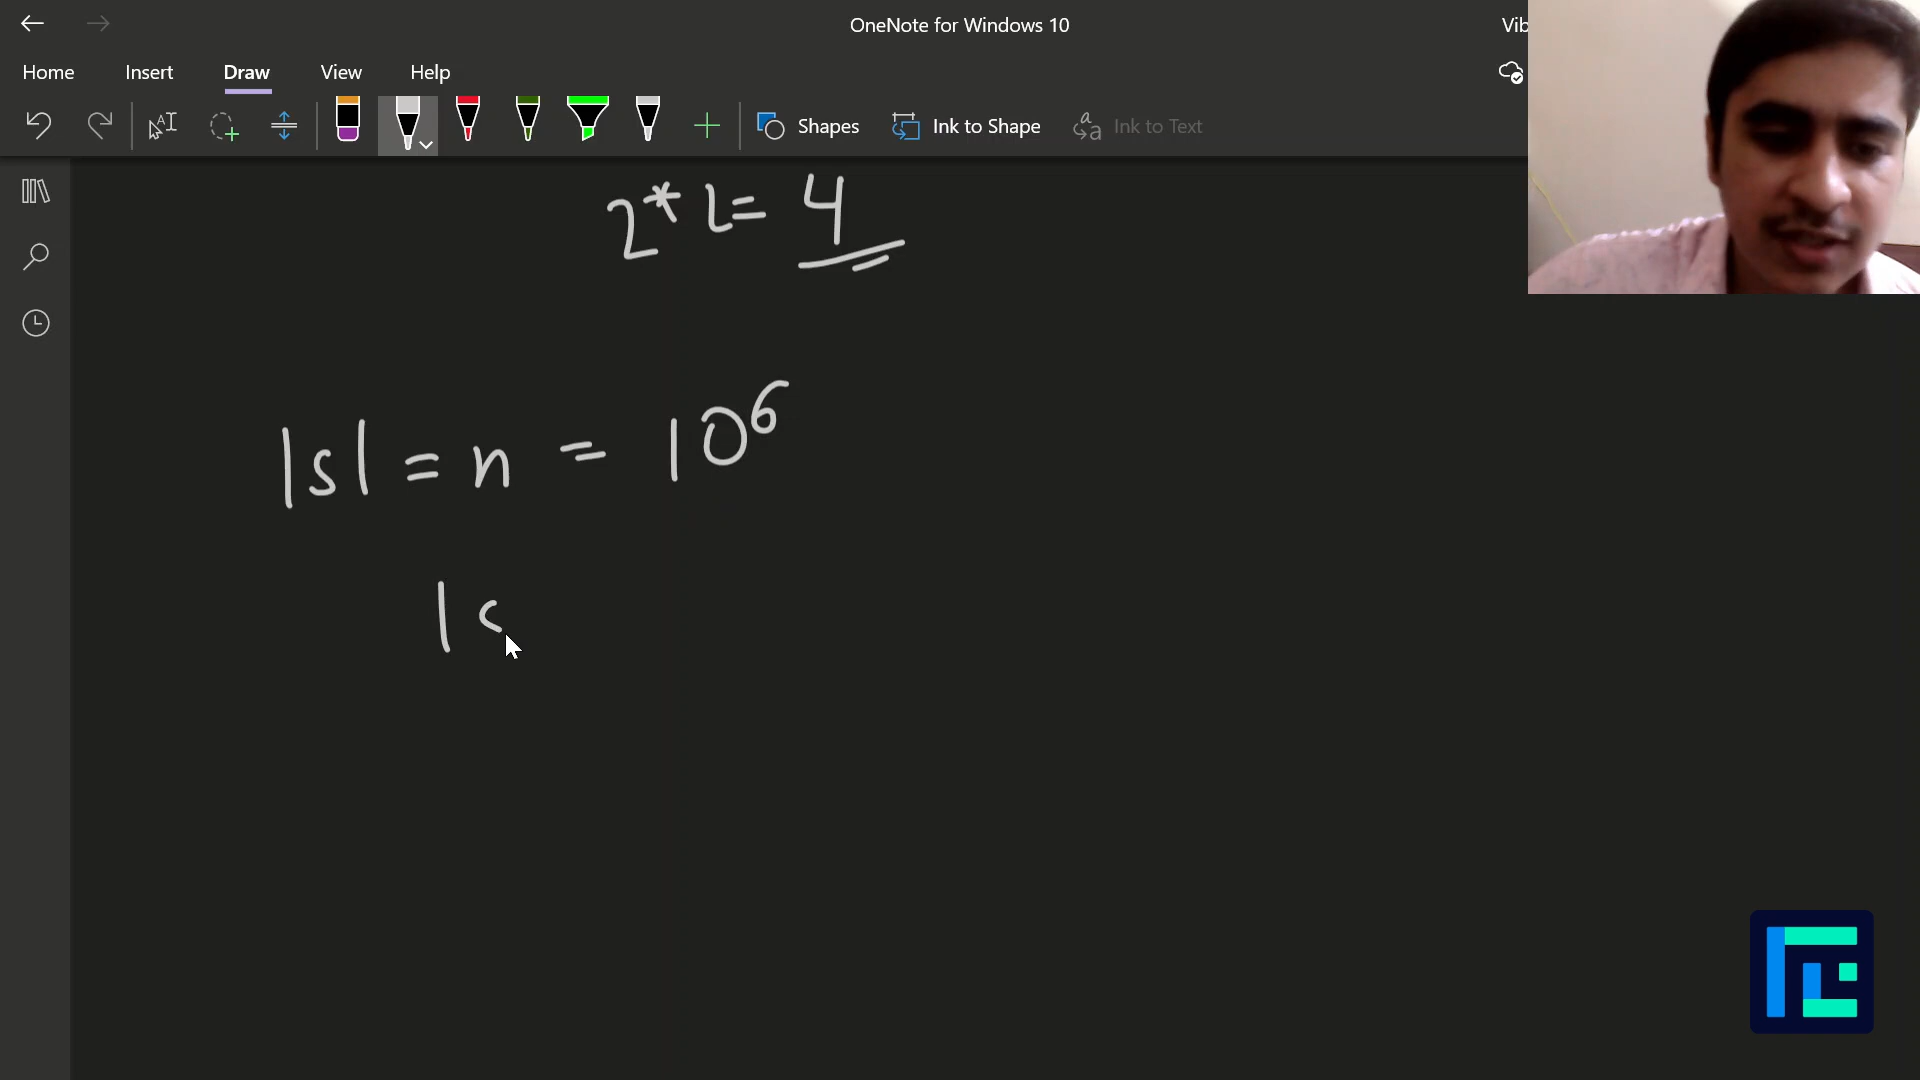 OneNote for Windows 10
Vib
Home Insert Draw View Help
Shapes Ink to Shape Ink to Text
2*2= 4
|s| = n = 10^6
| s